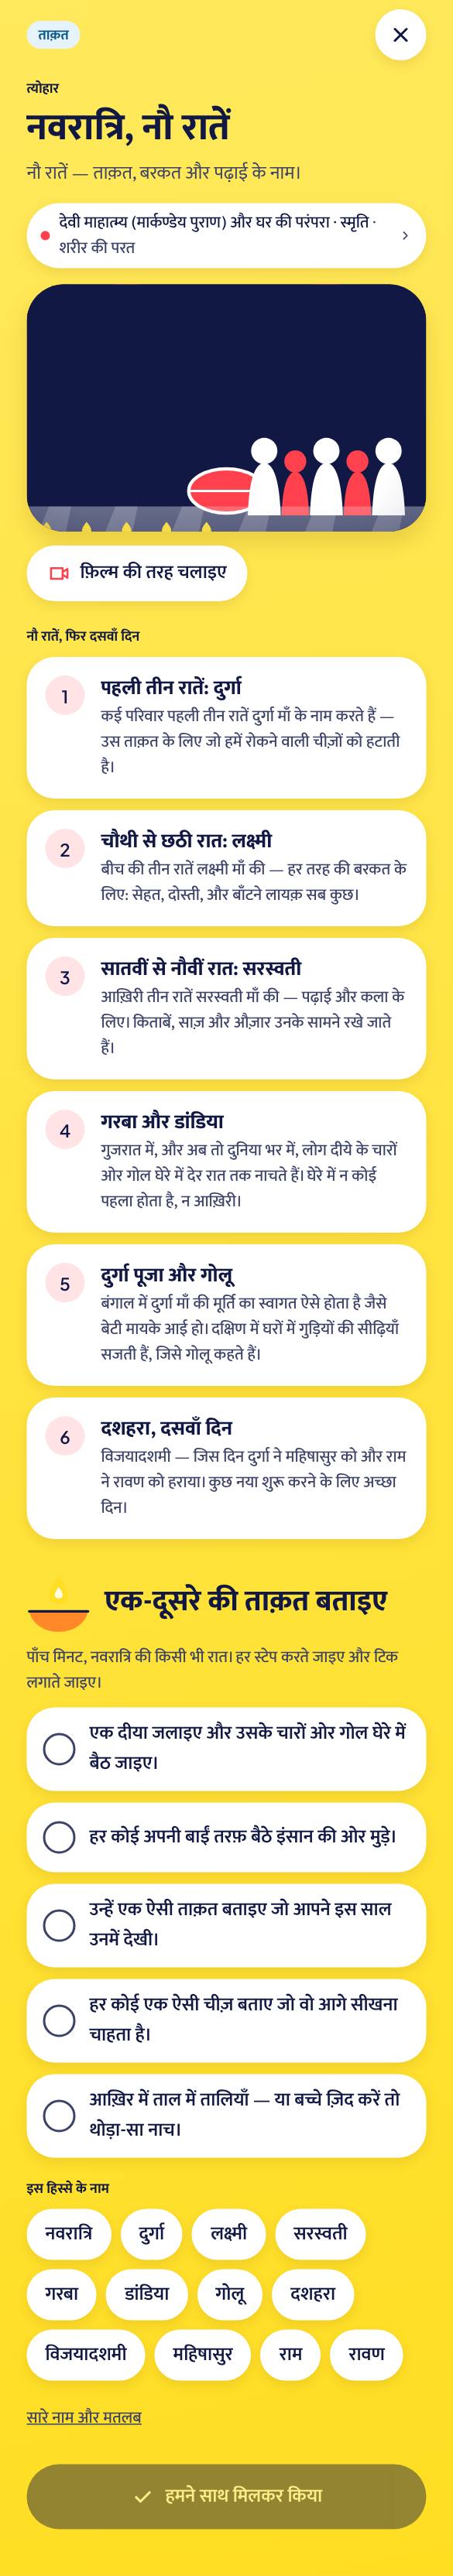 ताक़त
त्योहार
नवरात्रि, नौ रातें
नौ रातें — ताक़त, बरकत और पढ़ाई के नाम।
देवी माहात्म्य (मार्कण्डेय पुराण) और घर की परंपरा · स्मृति ·
शरीर की परत
फ़िल्म की तरह चलाइए
नौ रातें, फिर दसवाँ दिन
1
पहली तीन रातें: दुर्गा
कई परिवार पहली तीन रातें दुर्गा माँ के नाम करते हैं —
उस ताक़त के लिए जो हमें रोकने वाली चीज़ों को हटाती
है।
2
चौथी से छठी रात: लक्ष्मी
बीच की तीन रातें लक्ष्मी माँ की — हर तरह की बरकत के
लिए: सेहत, दोस्ती, और बाँटने लायक़ सब कुछ।
3
सातवीं से नौवीं रात: सरस्वती
आख़िरी तीन रातें सरस्वती माँ की — पढ़ाई और कला के
लिए। किताबें, साज़ और औज़ार उनके सामने रखे जाते
हैं।
4
गरबा और डांडिया
गुजरात में, और अब तो दुनिया भर में, लोग दीये के चारों
ओर गोल घेरे में देर रात तक नाचते हैं। घेरे में न कोई
पहला होता है, न आख़िरी।
5
दुर्गा पूजा और गोलू
बंगाल में दुर्गा माँ की मूर्ति का स्वागत ऐसे होता है जैसे
बेटी मायके आई हो। दक्षिण में घरों में गुड़ियों की सीढ़ियाँ
सजती हैं, जिसे गोलू कहते हैं।
6
दशहरा, दसवाँ दिन
विजयादशमी — जिस दिन दुर्गा ने महिषासुर को और राम
ने रावण को हराया। कुछ नया शुरू करने के लिए अच्छा
दिन।
एक-दूसरे की ताक़त बताइए
पाँच मिनट, नवरात्रि की किसी भी रात। हर स्टेप करते जाइए और टिक
लगाते जाइए।
एक दीया जलाइए और उसके चारों ओर गोल घेरे में
बैठ जाइए।
हर कोई अपनी बाईं तरफ़ बैठे इंसान की ओर मुड़े।
उन्हें एक ऐसी ताक़त बताइए जो आपने इस साल
उनमें देखी।
हर कोई एक ऐसी चीज़ बताए जो वो आगे सीखना
चाहता है।
आख़िर में ताल में तालियाँ — या बच्चे ज़िद करें तो
थोड़ा-सा नाच।
इस हिस्से के नाम
नवरात्रि दुर्गा लक्ष्मी सरस्वती
गरबा डांडिया गोलू दशहरा
विजयादशमी महिषासुर राम रावण
सारे नाम और मतलब
हमने साथ मिलकर किया